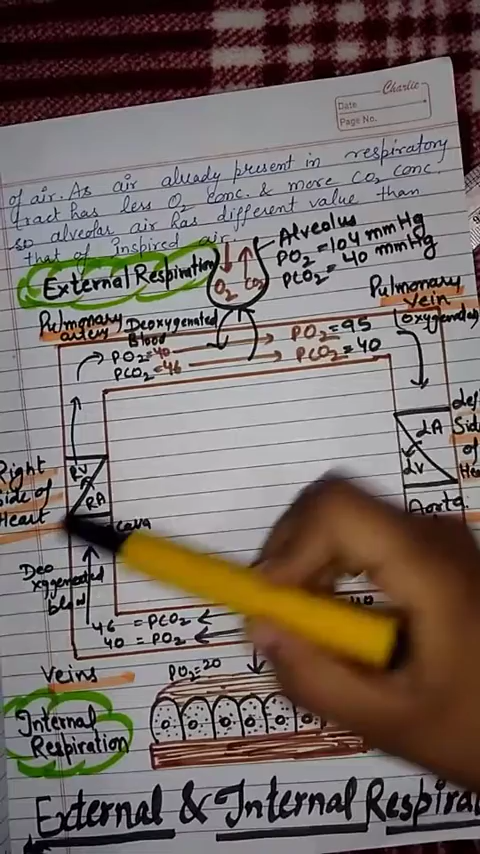 Charlie
Date
Page No.
of air. As air already present in respiratory
tract has less O2 conc. & more CO2 conc.
so alveolar air has different value than
that of inspired air.
External Respiration
O2 CO2
Alveolus
PO2 = 104 mmHg
PCO2 = 40 mmHg
Pulmonary artery
Deoxygenated Blood
PO2 = 40
PCO2 = 46
PO2 = 95
PCO2 = 40
Pulmonary Vein
(oxygenated
RV
RA
Right
Side of
Heart
LA
LV
Side
of
Aorta
cava
Deo
xygenated
blood
46 = PCO2
40 = PO2
Veins
PO2=20
Internal
Respiration
External & Internal Respira